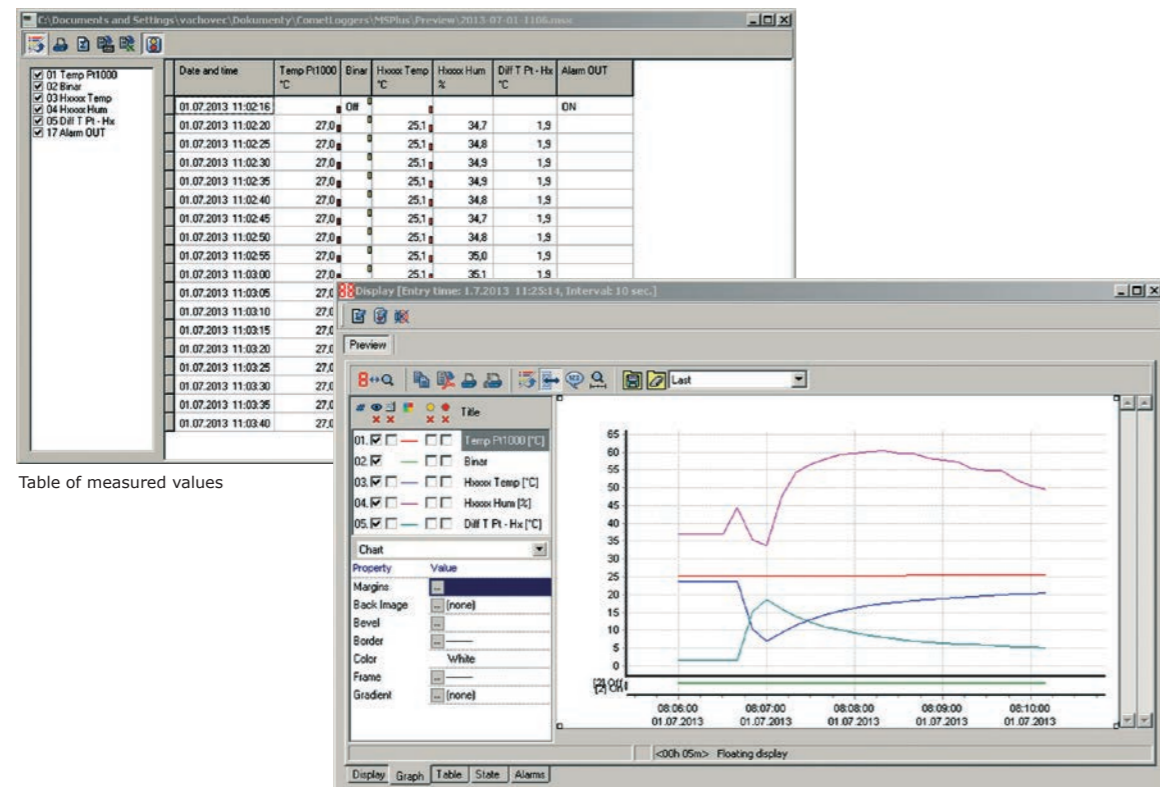 C:\Documents and Settings\vachovec\Dokumenty\CometLoggers\MSPlus\Preview\2013-07-01-1106.msx
01 Temp Pt1000
02 Binar
03 Hxxxx Temp
04 Hxxxx Hum
05 Diff T Pt - Hx
17 Alarm OUT
Date and time Temp Pt1000 Binar Hxxxx Temp Hxxxx Hum Diff T Pt - Hx Alarm OUT
°C °C % °C
01.07.2013 11:02:16 Off ON
01.07.2013 11:02:20 27,0 25,1 34,7 1,9
01.07.2013 11:02:25 27,0 25,1 34,8 1,9
01.07.2013 11:02:30 27,0 25,1 34,9 1,9
01.07.2013 11:02:35 27,0 25,1 34,9 1,9
01.07.2013 11:02:40 27,0 25,1 34,8 1,9
01.07.2013 11:02:45 27,0 25,1 34,7 1,9
01.07.2013 11:02:50 27,0 25,1 34,8 1,9
01.07.2013 11:02:55 27,0 25,1 35,0 1,9
01.07.2013 11:03:00 27,0 25,1 35,1 1,9
01.07.2013 11:03:05 27,0
01.07.2013 11:03:10 27,0
01.07.2013 11:03:15 27,0
01.07.2013 11:03:20 27,0
01.07.2013 11:03:25 27,0
01.07.2013 11:03:30 27,0
01.07.2013 11:03:35 27,0
01.07.2013 11:03:40 27,0
Table of measured values
Display [Entry time: 1.7.2013 11:25:14, Interval: 10 sec.]
Preview
Last
Title
01. Temp Pt1000 [°C]
02. Binar
03. Hxxxx Temp [°C]
04. Hxxxx Hum [%]
05. Diff T Pt - Hx [°C]
Chart
Property Value
Margins ...
Back Image ... (none)
Bevel ...
Border ...
Color White
Frame ...
Gradient ... (none)
65
60
55
50
45
40
35
30
25
20
15
10
5
0
[2] Off
[2] On
08:06:00 08:07:00 08:08:00 08:09:00 08:10:00
01.07.2013 01.07.2013 01.07.2013 01.07.2013 01.07.2013
<00h 05m> Floating display
Display Graph Table State Alarms